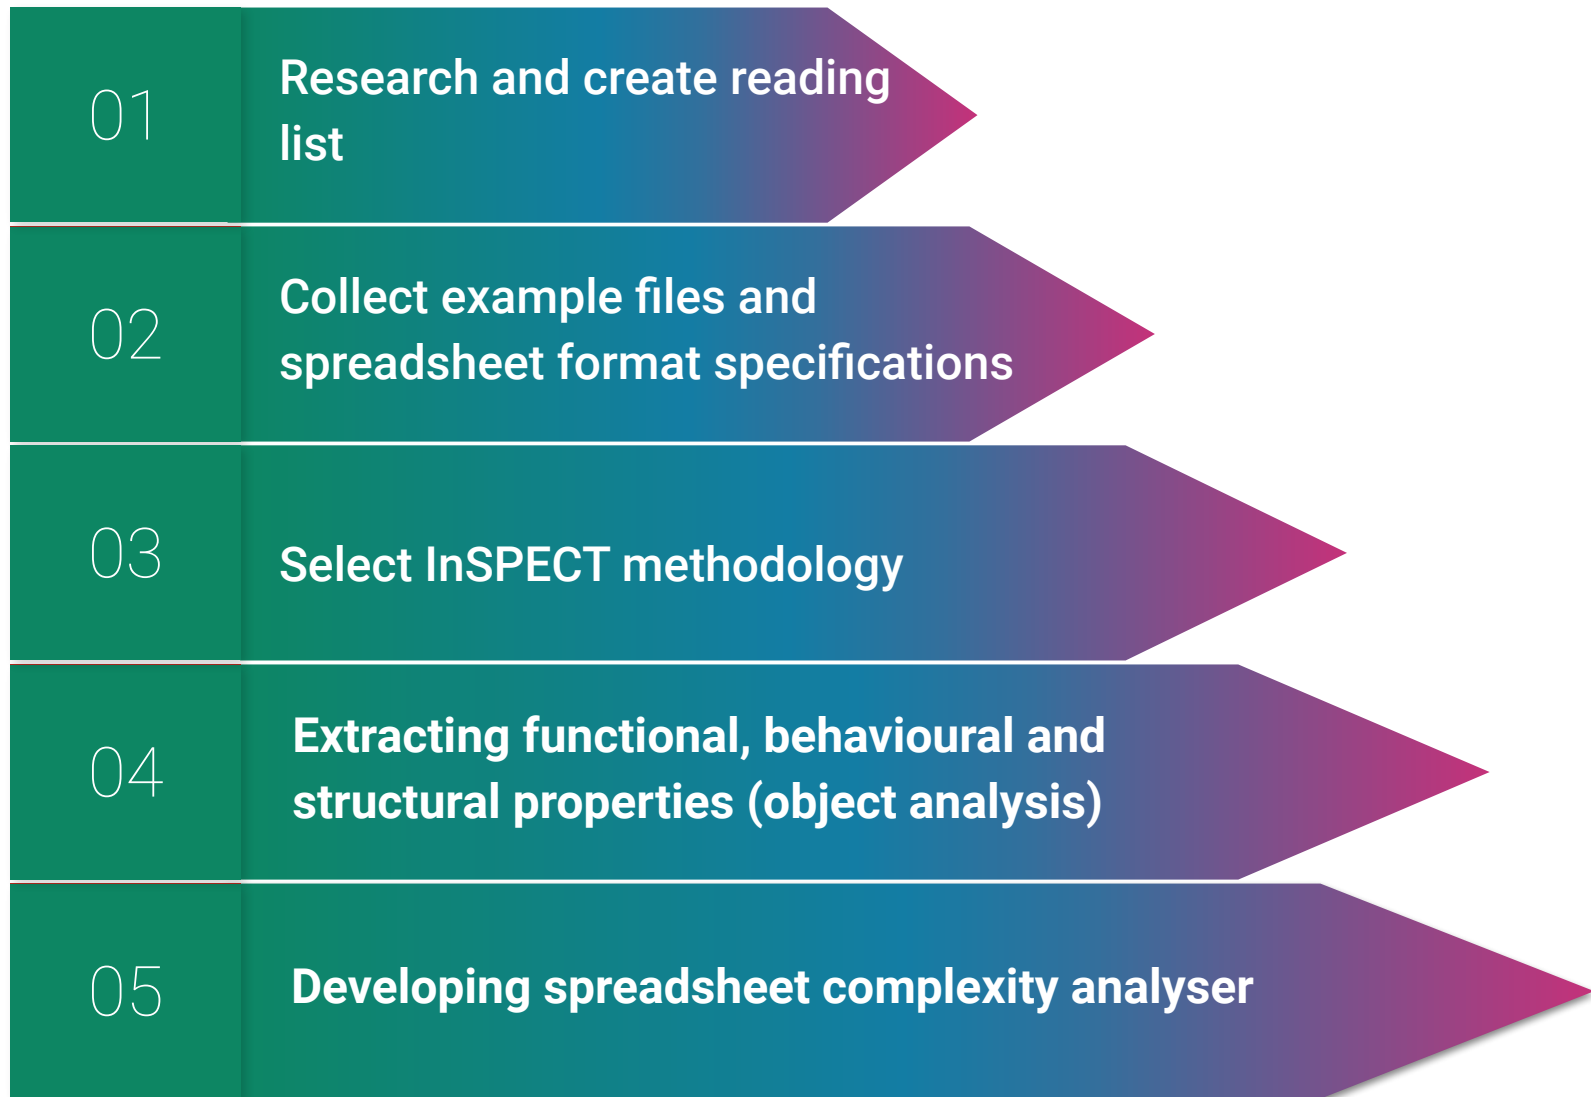 01
Research and create reading
list
02
Collect example files and
spreadsheet format specifications
03
Select InSPECT methodology
04
Extracting functional, behavioural and
structural properties (object analysis)
05
Developing spreadsheet complexity analyser